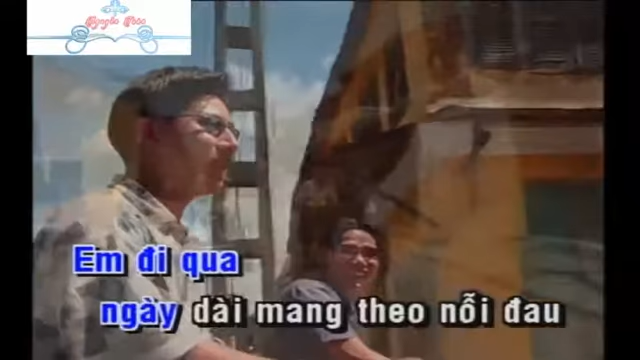 Em đi qua
ngày dài mang theo nỗi đau